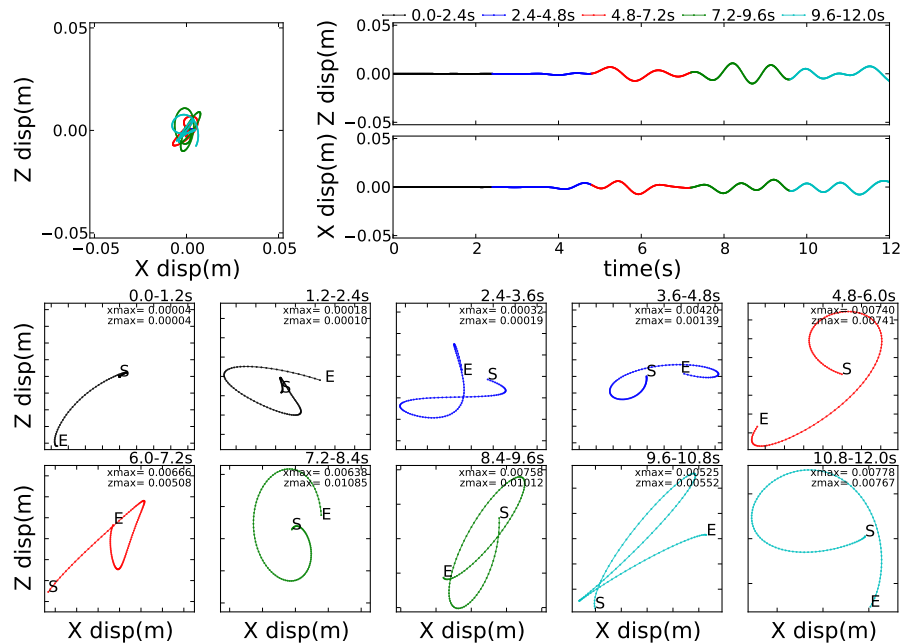 0.0-2.4s 2.4-4.8s 4.8-7.2s 7.2-9.6s 9.6-12.0s
0.05
0.00
−0.05
Z disp(m)
−0.05 0.00 0.05
X disp(m)
0.05
0.00
−0.05
Z disp(m)
0.05
0.00
−0.05
X disp(m)
0 2 4 6 8 10 12
time(s)
0.0-1.2s
xmax= 0.00004
zmax= 0.00004
S
E
Z disp(m)
1.2-2.4s
xmax= 0.00018
zmax= 0.00010
S
E
2.4-3.6s
xmax= 0.00032
zmax= 0.00019
S
E
3.6-4.8s
xmax= 0.00420
zmax= 0.00139
S
E
4.8-6.0s
xmax= 0.00740
zmax= 0.00741
S
E
6.0-7.2s
xmax= 0.00666
zmax= 0.00508
S
E
Z disp(m)
X disp(m)
7.2-8.4s
xmax= 0.00638
zmax= 0.01085
S
E
X disp(m)
8.4-9.6s
xmax= 0.00758
zmax= 0.01012
S
E
X disp(m)
9.6-10.8s
xmax= 0.00525
zmax= 0.00552
S
E
X disp(m)
10.8-12.0s
xmax= 0.00778
zmax= 0.00767
S
E
X disp(m)